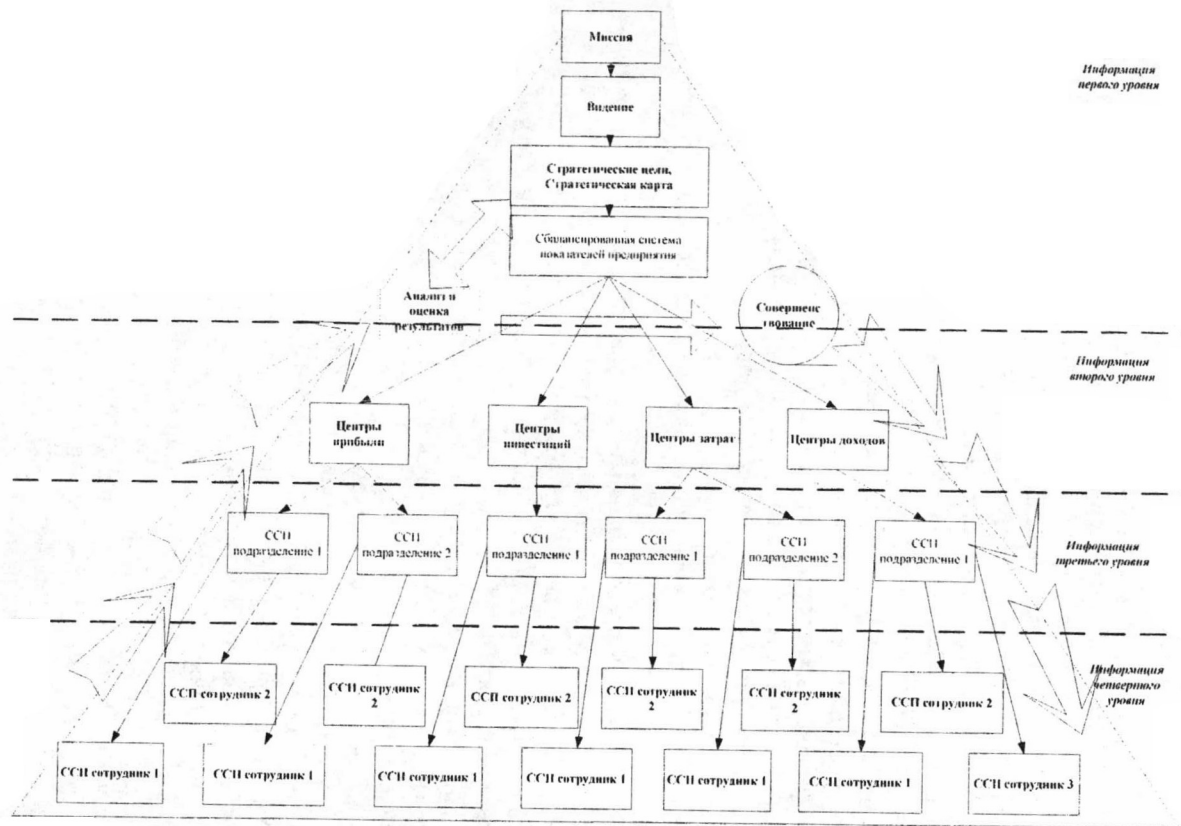 Миссия
Информация
первого уровня
Видение
Стратегические цели,
Стратегическая карта
Сбалансированная система
показателей предприятия
Анализ и
оценка
результатов
Совершенс
твование
Информация
второго уровня
Центры
прибыли
Центры
инвестиций
Центры затрат
Центры доходов
ССП
подразделение 1
ССП
подразделение 2
ССП
подразделение 1
ССП
подразделение 1
ССП
подразделение 2
ССП
подразделение 1
Информация
третьего уровня
ССП сотрудник 2
ССП сотрудник
2
ССП сотрудник 2
ССП сотрудник
2
ССП сотрудник
2
ССП сотрудник 2
Информация
четвертого
уровня
ССП сотрудник 1
ССП сотрудник 1
ССП сотрудник 1
ССП сотрудник 1
ССП сотрудник 1
ССП сотрудник 1
ССП сотрудник 3